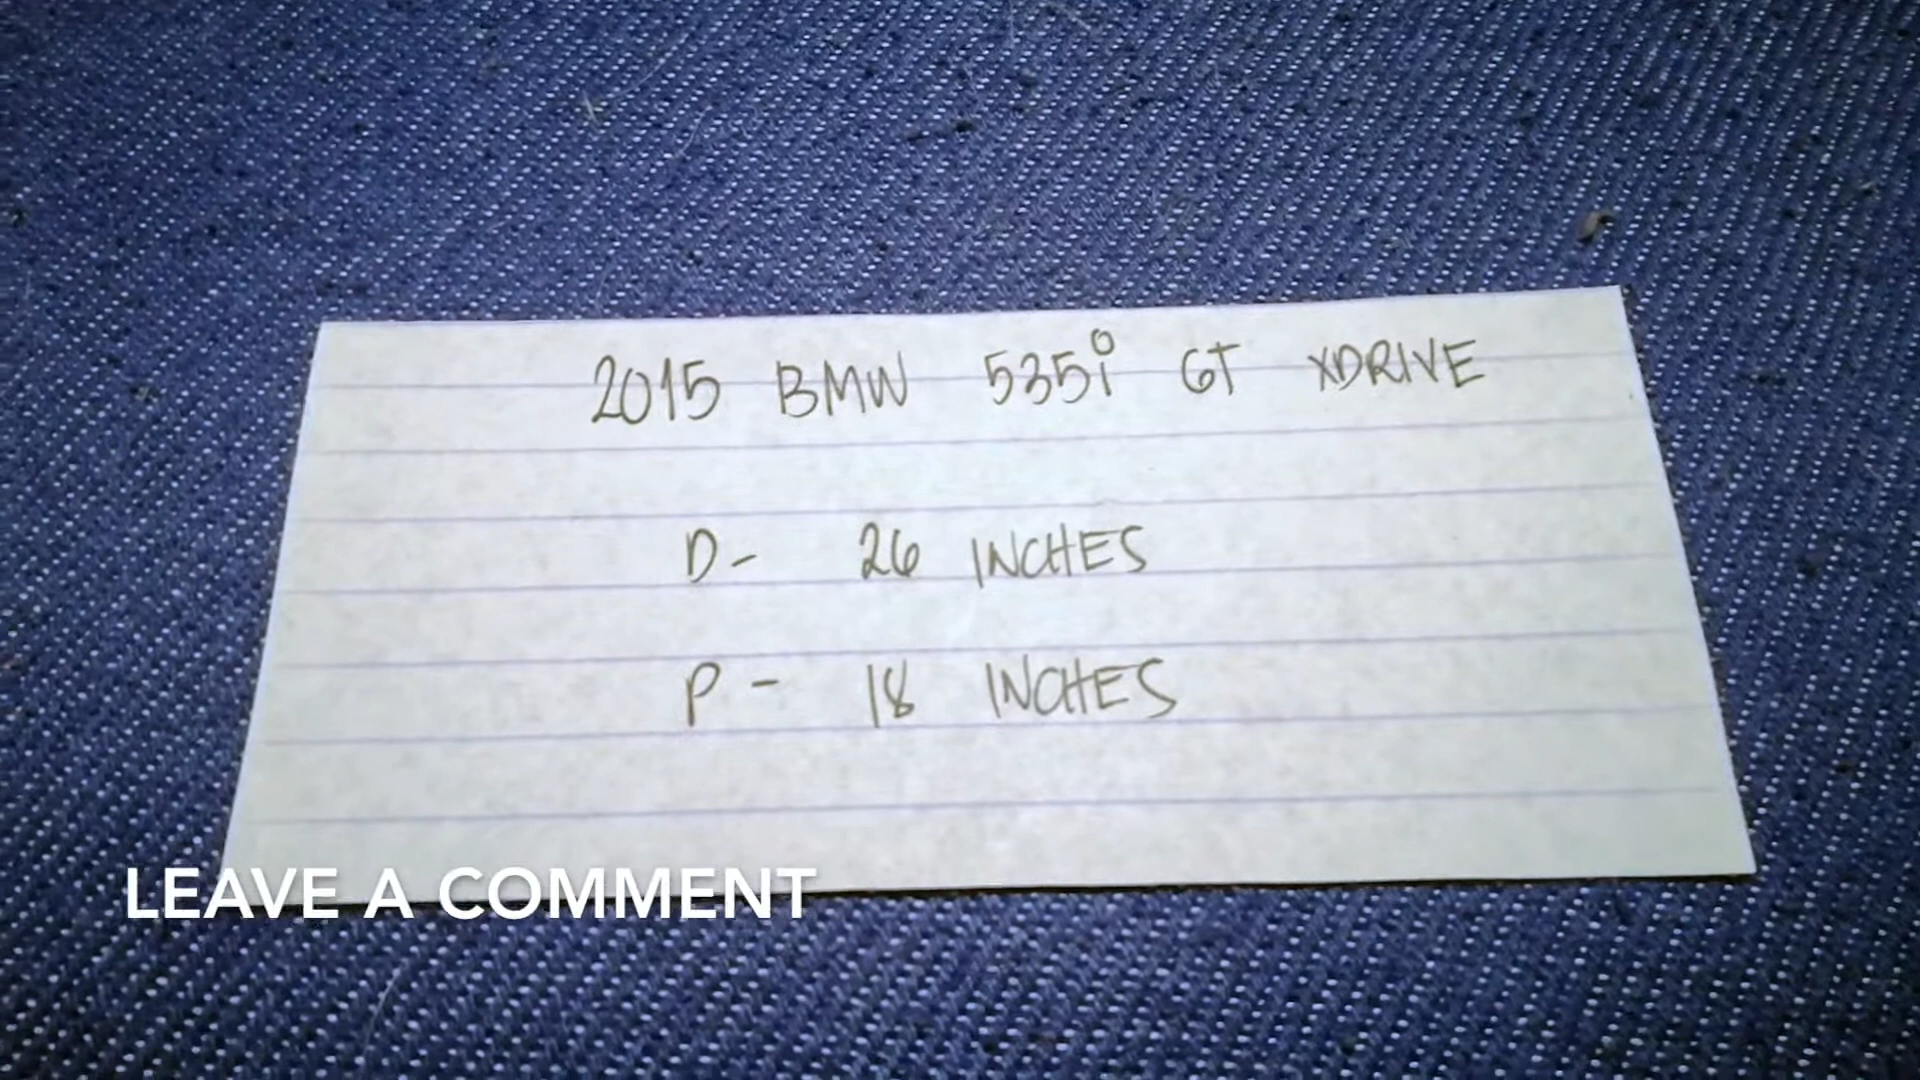 2015 BMW 535i GT XDRIVE
D- 26 INCHES
P - 18 INCHES
LEAVE A COMMENT